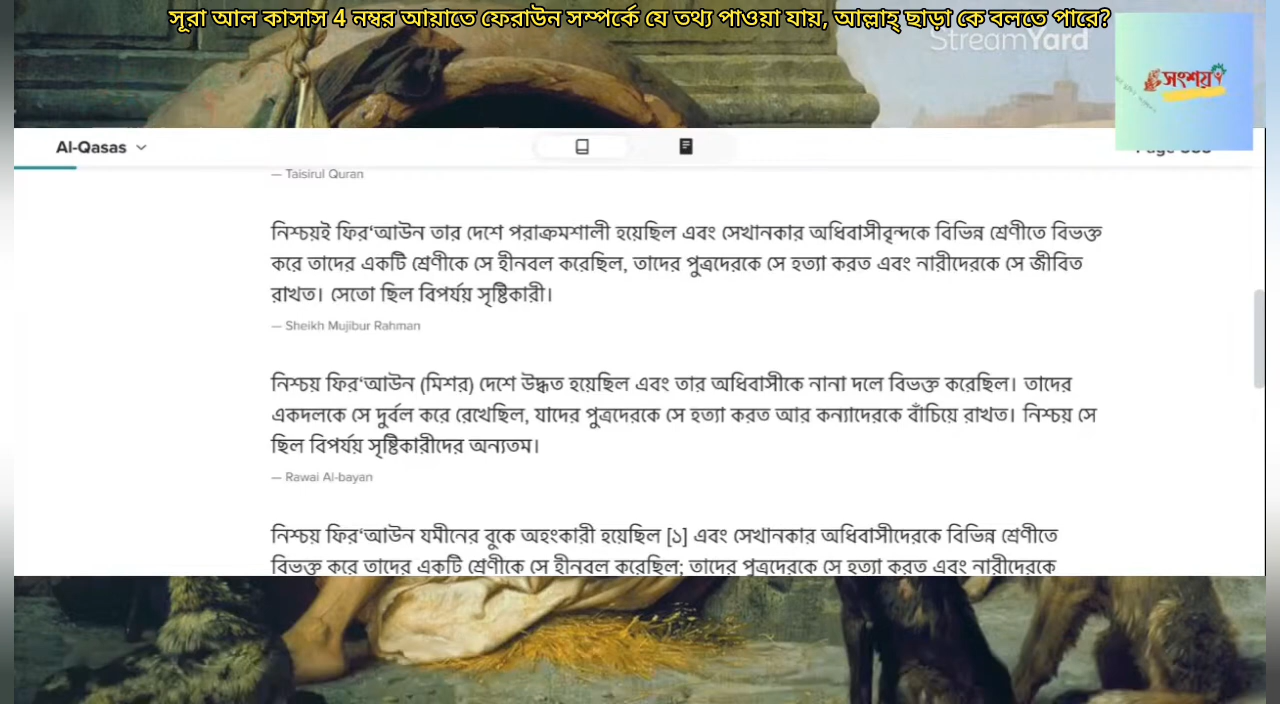 সূরা আল কাসাস 4 নম্বর আয়াতে ফেরাউন সম্পর্কে যে তথ্য পাওয়া যায়, আল্লাহ্ ছাড়া কে বলতে পারে?
StreamYard
সংশয়
Al-Qasas
— Taisirul Quran
নিশ্চয়ই ফির‘আউন তার দেশে পরাক্রমশালী হয়েছিল এবং সেখানকার অধিবাসীবৃন্দকে বিভিন্ন শ্রেণীতে বিভক্ত
করে তাদের একটি শ্রেণীকে সে হীনবল করেছিল, তাদের পুত্রদেরকে সে হত্যা করত এবং নারীদেরকে সে জীবিত
রাখত। সেতো ছিল বিপর্যয় সৃষ্টিকারী।
— Sheikh Mujibur Rahman
নিশ্চয় ফির‘আউন (মিশর) দেশে উদ্ধত হয়েছিল এবং তার অধিবাসীকে নানা দলে বিভক্ত করেছিল। তাদের
একদলকে সে দুর্বল করে রেখেছিল, যাদের পুত্রদেরকে সে হত্যা করত আর কন্যাদেরকে বাঁচিয়ে রাখত। নিশ্চয় সে
ছিল বিপর্যয় সৃষ্টিকারীদের অন্যতম।
— Rawai Al-bayan
নিশ্চয় ফির‘আউন যমীনের বুকে অহংকারী হয়েছিল [১] এবং সেখানকার অধিবাসীদেরকে বিভিন্ন শ্রেণীতে
বিভক্ত করে তাদের একটি শ্রেণীকে সে হীনবল করেছিল; তাদের পুত্রদেরকে সে হত্যা করত এবং নারীদেরকে